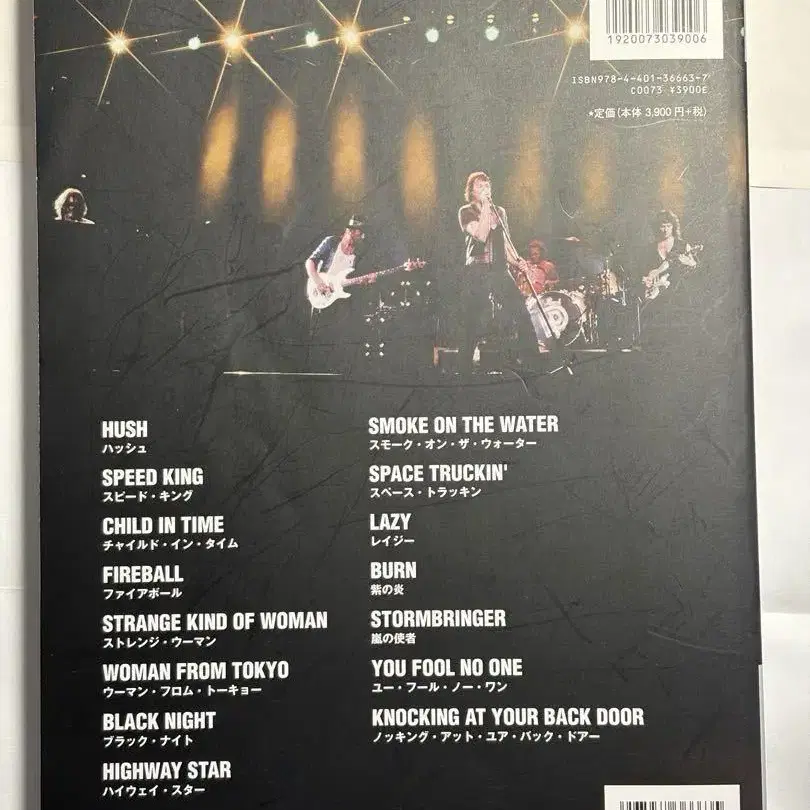 1920073039006
ISBN978-4-401-36663-7
C0073 ¥3900E
*定価(本体 3,900円+税)
HUSH
ハッシュ
SPEED KING
スピード・キング
CHILD IN TIME
チャイルド・イン・タイム
FIREBALL
ファイアボール
STRANGE KIND OF WOMAN
ストレンジ・ウーマン
WOMAN FROM TOKYO
ウーマン・フロム・トーキョー
BLACK NIGHT
ブラック・ナイト
HIGHWAY STAR
ハイウェイ・スター
SMOKE ON THE WATER
スモーク・オン・ザ・ウォーター
SPACE TRUCKIN'
スペース・トラッキン
LAZY
レイジー
BURN
紫の炎
STORMBRINGER
嵐の使者
YOU FOOL NO ONE
ユー・フール・ノー・ワン
KNOCKING AT YOUR BACK DOOR
ノッキング・アット・ユア・バック・ドアー